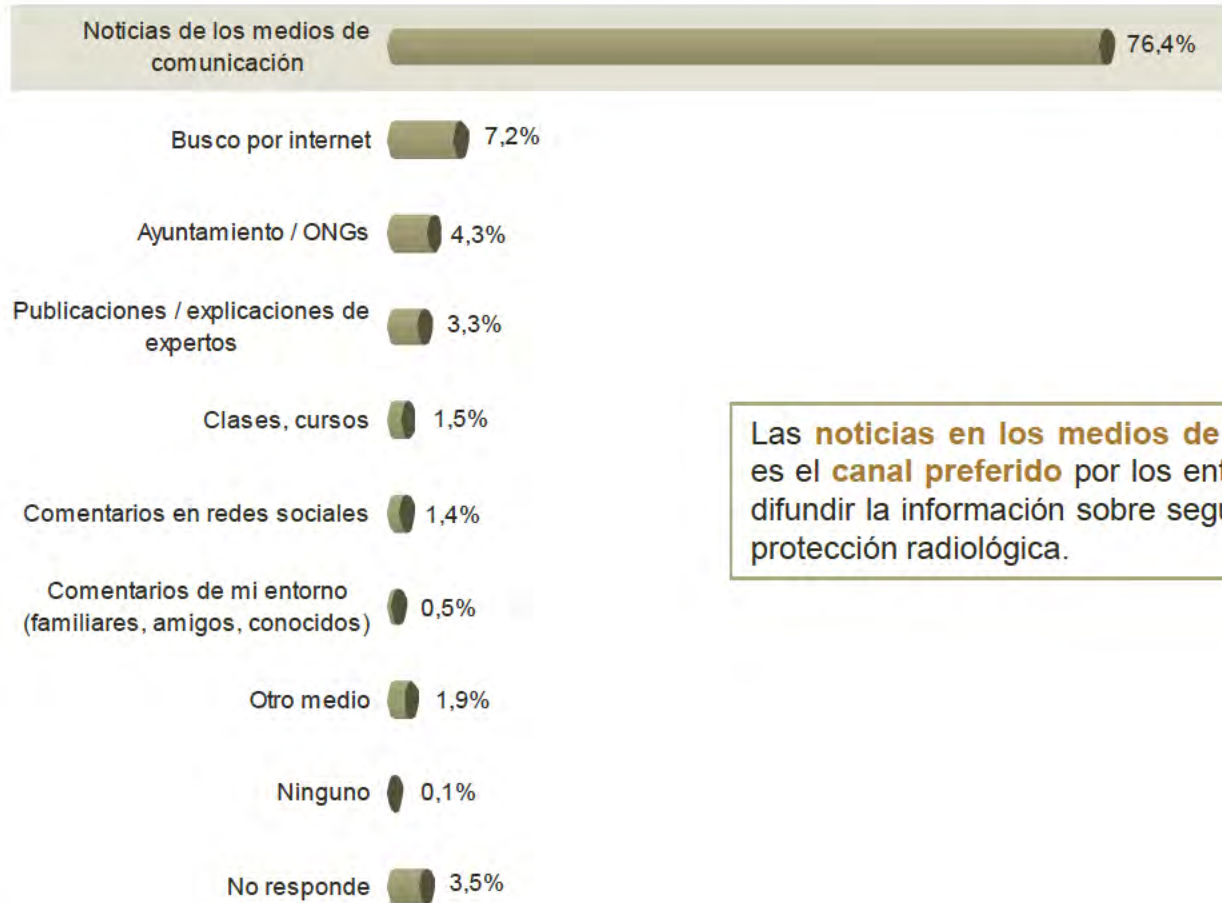 Noticias de los medios de
comunicación
76,4%
Busco por internet
7,2%
Ayuntamiento / ONGs
4,3%
Publicaciones / explicaciones de
expertos
3,3%
Clases, cursos
1,5%
Comentarios en redes sociales
1,4%
Comentarios de mi entorno
(familiares, amigos, conocidos)
0,5%
Otro medio
1,9%
Ninguno
0,1%
No responde
3,5%
Las noticias en los medios de
es el canal preferido por los
difundir la información sobre
protección radiológica.